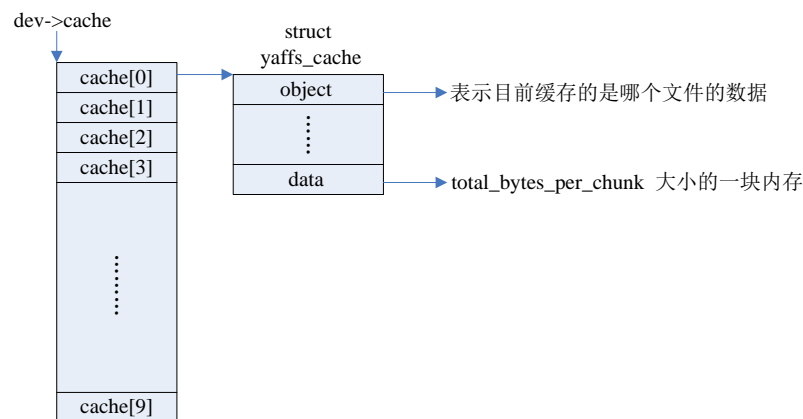 dev->cache
cache[0]
cache[1]
cache[2]
cache[3]
cache[9]
struct
yaffs_cache
object
data
表示目前缓存的是哪个文件的数据
total_bytes_per_chunk 大小的一块内存